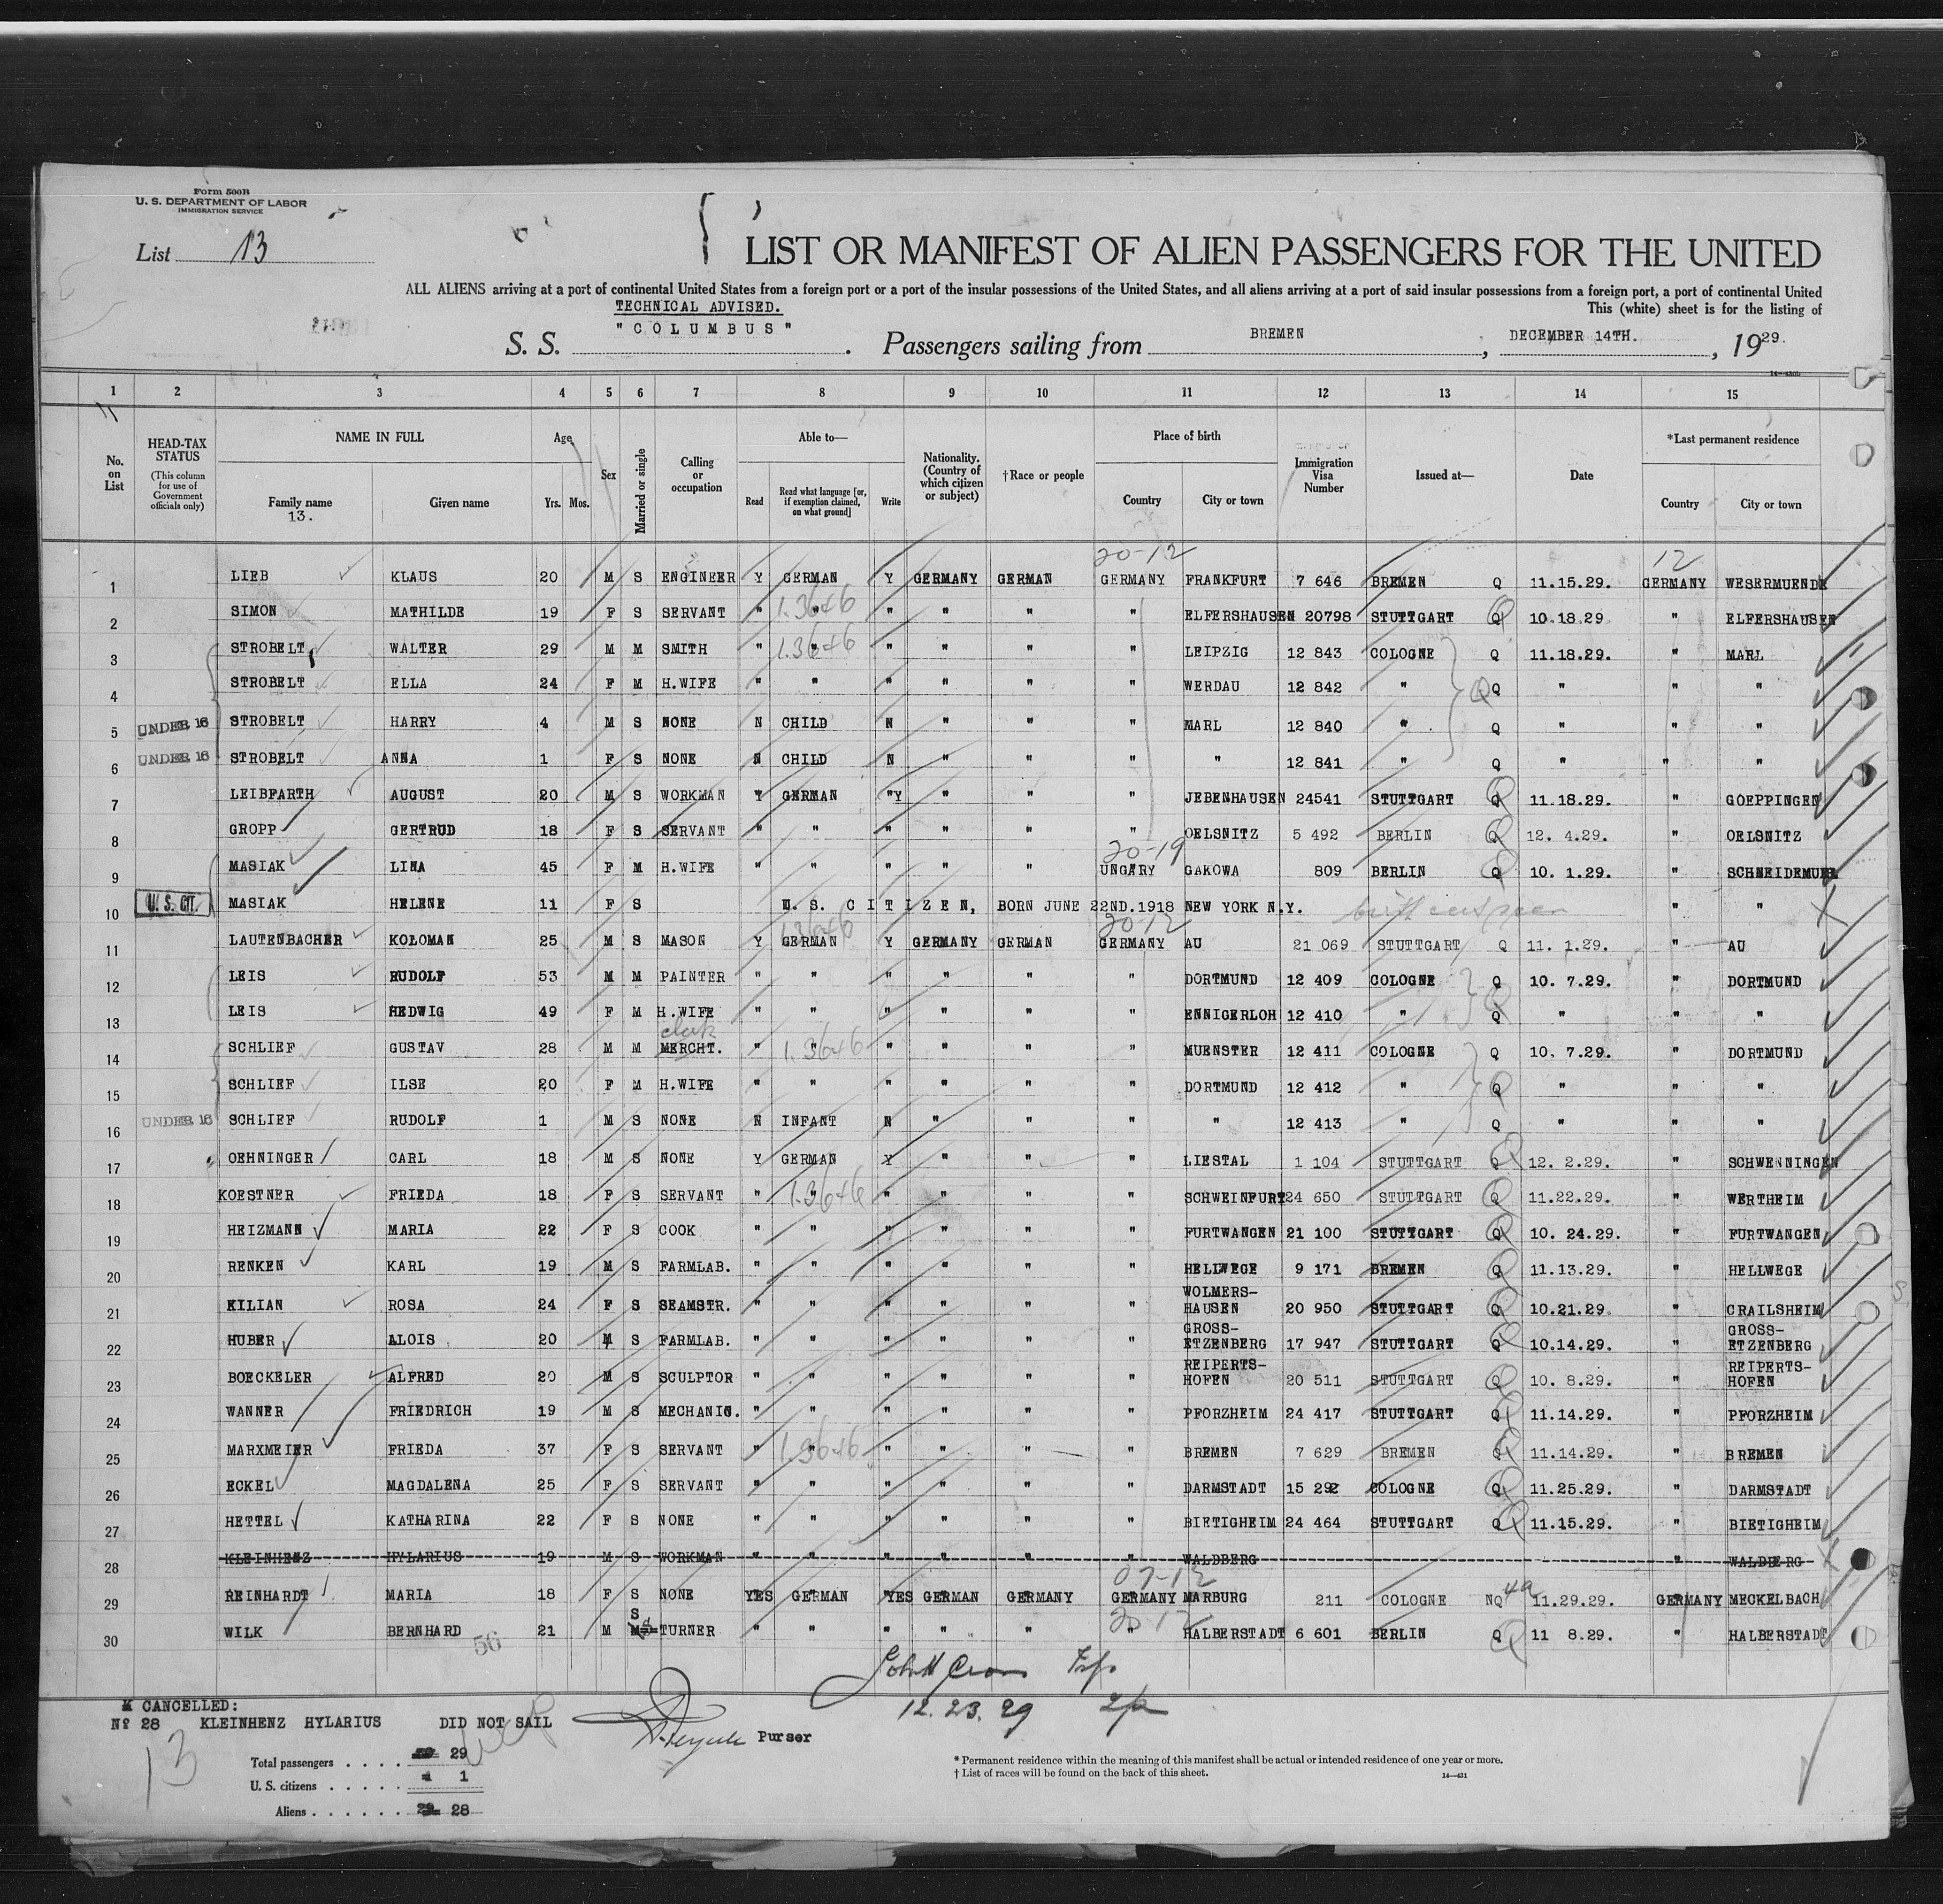 Form 500B
U. S. DEPARTMENT OF LABOR
IMMIGRATION SERVICE
List 13
LIST OR MANIFEST OF ALIEN PASSENGERS FOR THE UNITED
ALL ALIENS arriving at a port of continental United States from a foreign port or a port of the insular possessions of the United States, and all aliens arriving at a port of said insular possessions from a foreign port, a port of continental United
TECHNICAL ADVISED. This (white) sheet is for the listing of
S. S. "COLUMBUS". Passengers sailing from BREMEN, DECEMBER 14TH., 1929.
1 2 3 4 5 6 7 8 9 10 11 12 13 14 15
No. on List
HEAD-TAX STATUS (This column for use of Government officials only)
NAME IN FULL Family name Given name
13.
Age Yrs. Mos.
Sex
Married or single
Calling or occupation
Able to— Read Read what language [or, if exemption claimed, on what ground] Write
Nationality. (Country of which citizen or subject)
†Race or people
Place of birth Country City or town
Immigration Visa Number
Issued at—
Date
*Last permanent residence Country City or town
20-12 12
1 LIEB KLAUS 20 M S ENGINEER Y GERMAN Y GERMANY GERMAN GERMANY FRANKFURT 7 646 BREMEN Q 11.15.29. GERMANY WESERMUENDE
2 SIMON MATHILDE 19 F S SERVANT " " " " " " ELFERSHAUSEN 20798 STUTTGART Q 10.18.29 " ELFERSHAUSEN
3 STROBELT WALTER 29 M M SMITH " " " " " " LEIPZIG 12 843 COLOGNE Q 11.18.29. " MARL
4 STROBELT ELLA 24 F M H.WIFE " " " " " " WERDAU 12 842 " Q " " "
5 UNDER 16 STROBELT HARRY 4 M S NONE N CHILD N " " " MARL 12 840 " Q " " "
6 UNDER 16 STROBELT ANNA 1 F S NONE N CHILD N " " " " 12 841 " Q " " "
7 LEIBFARTH AUGUST 20 M S WORKMAN Y GERMAN "Y " " " JEBENHAUSEN 24541 STUTTGART Q 11.18.29. " GOEPPINGEN
8 GROPP GERTRUD 18 F S SERVANT " " " " " " OELSNITZ 5 492 BERLIN Q 12. 4.29. " OELSNITZ
20-19
9 MASIAK LINA 45 F M H.WIFE " " " " " UNGARY GAKOWA 809 BERLIN Q 10. 1.29. " SCHNEIDEMUEHL
10 U. S. CIT. MASIAK HELENE 11 F S U.S. CITIZEN, BORN JUNE 22ND.1918 NEW YORK N.Y. " "
20-12
11 LAUTENBACHER KOLOMAN 25 M S MASON Y GERMAN Y GERMANY GERMAN GERMANY AU 21 069 STUTTGART Q 11. 1.29. " AU
12 LEIS RUDOLF 53 M M PAINTER " " " " " " DORTMUND 12 409 COLOGNE Q 10. 7.29. " DORTMUND
13 LEIS HEDWIG 49 F M H.WIFE " " " " " " ENNIGERLOH 12 410 " Q " " "
clerk
14 SCHLIEF GUSTAV 28 M M MERCHT. " " " " " " MUENSTER 12 411 COLOGNE Q 10. 7.29. " DORTMUND
15 SCHLIEF ILSE 20 F M H.WIFE " " " " " " DORTMUND 12 412 " Q " " "
16 UNDER 16 SCHLIEF RUDOLF 1 M S NONE N INFANT N " " " " 12 413 " Q " " "
17 OEHNINGER CARL 18 M S NONE Y GERMAN Y " " " LIESTAL 1 104 STUTTGART Q 12. 2.29. " SCHWENNINGEN
18 KOESTNER FRIEDA 18 F S SERVANT " " " " " " SCHWEINFURT 24 650 STUTTGART Q 11.22.29. " WERTHEIM
19 HEIZMANN MARIA 22 F S COOK " " " " " " FURTWANGEN 21 100 STUTTGART Q 10. 24.29. " FURTWANGEN
20 RENKEN KARL 19 M S FARMLAB. " " " " " " HELLWEGE 9 171 BREMEN Q 11.13.29. " HELLWEGE
21 KILIAN ROSA 24 F S SEAMSTR. " " " " " " WOLMERS-HAUSEN 20 950 STUTTGART Q 10.21.29. " CRAILSHEIM
22 HUBER ALOIS 20 M S FARMLAB. " " " " " " GROSS-ETZENBERG 17 947 STUTTGART Q 10.14.29. " GROSS-ETZENBERG
23 BOECKELER ALFRED 20 M S SCULPTOR " " " " " " REIPERTS-HOFEN 20 511 STUTTGART Q 10. 8.29. " REIPERTS-HOFEN
24 WANNER FRIEDRICH 19 M S MECHANIC. " " " " " " PFORZHEIM 24 417 STUTTGART Q 11.14.29. " PFORZHEIM
25 MARXMEIER FRIEDA 37 F S SERVANT " " " " " " BREMEN 7 629 BREMEN Q 11.14.29. " BREMEN
26 ECKEL MAGDALENA 25 F S SERVANT " " " " " " DARMSTADT 15 292 COLOGNE Q 11.25.29. " DARMSTADT
27 HETTEL KATHARINA 22 F S NONE " " " " " " BIETIGHEIM 24 464 STUTTGART Q 11.15.29. " BIETIGHEIM
28 KLEINHENZ HYLARIUS 19 M S WORKMAN " " " " " " WALDBERG " WALDBERG
07-12
29 REINHARDT MARIA 18 F S NONE YES GERMAN YES GERMAN GERMANY GERMANY MARBURG 211 COLOGNE NQ 4a 11.29.29. GERMANY MECKELBACH
20-12
30 WILK BERNHARD 21 M S TURNER " " " " " " HALBERSTADT 6 601 BERLIN Q 11 8.29. " HALBERSTADT
56
12.23.29
CANCELLED:
No 28 KLEINHENZ HYLARIUS DID NOT SAIL
Purser
13
Total passengers . . . . 29
U. S. citizens . . . . . 1
Aliens . . . . . . 28
* Permanent residence within the meaning of this manifest shall be actual or intended residence of one year or more.
† List of races will be found on the back of this sheet.
14—431